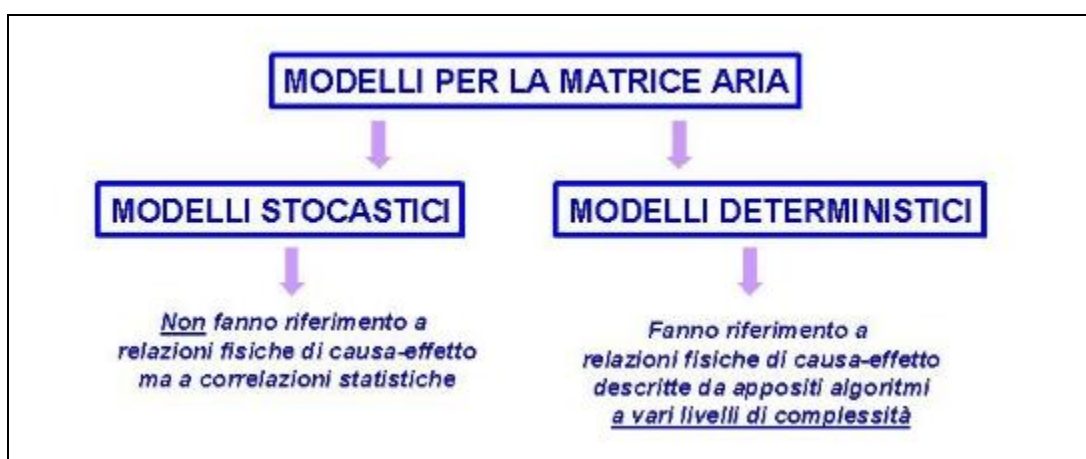 MODELLI PER LA MATRICE ARIA
MODELLI STOCASTICI
MODELLI DETERMINISTICI
Non fanno riferimento a
relazioni fisiche di causa-effetto
ma a correlazioni statistiche
Fanno riferimento a
relazioni fisiche di causa-effetto
descritte da appositi algoritmi
a vari livelli di complessità